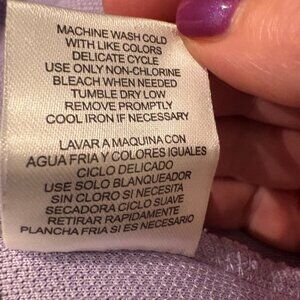 MACHINE WASH COLD
WITH LIKE COLORS
DELICATE CYCLE
USE ONLY NON-CHLORINE
BLEACH WHEN NEEDED
TUMBLE DRY LOW
REMOVE PROMPTLY
COOL IRON IF NECESSARY
LAVAR A MAQUINA CON
AGUA FRIA Y COLORES IGUALES
CICLO DELICADO
USE SOLO BLANQUEADOR
SIN CLORO SI NECESITA
SECADORA CICLO SUAVE
RETIRAR RAPIDAMENTE
PLANCHA FRIA SI ES NECESARIO